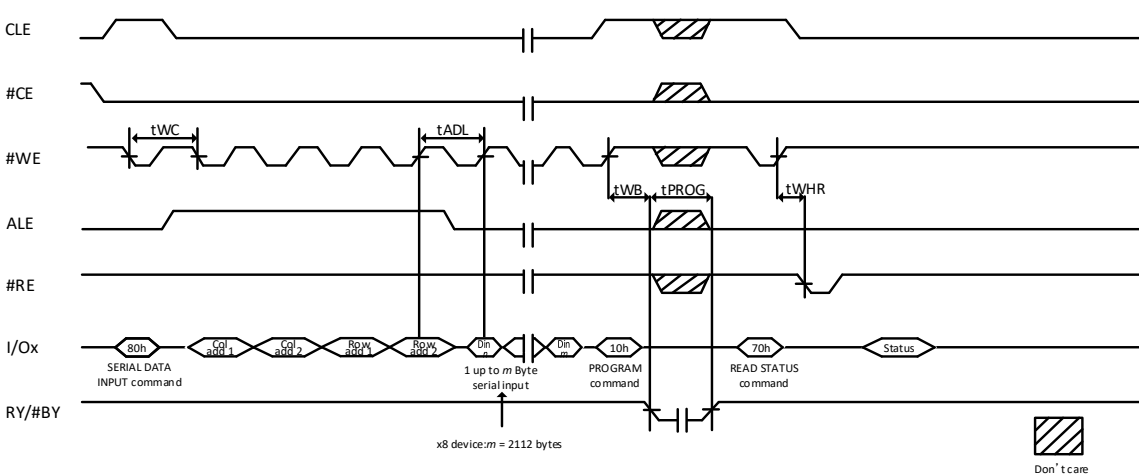 CLE
#CE
tWC
tADL
#WE
tWB
tPROG
tWHR
ALE
#RE
I/Ox
80h
Col
add 1
Col
add 2
Row
add 1
Row
add 2
Din
n
Din
m
10h
70h
Status
SERIAL DATA
INPUT command
1 up to m Byte
serial input
PROGRAM
command
READ STATUS
command
RY/#BY
x8 device:m = 2112 bytes
Don’t care